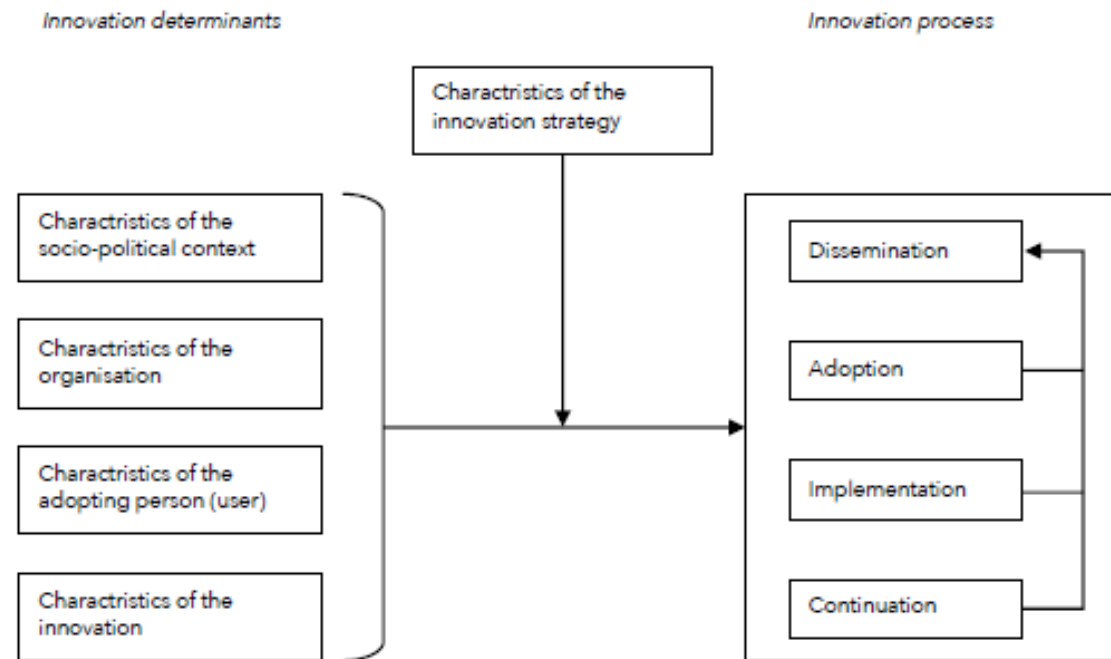 Innovation determinants
Innovation process
Charactristics of the
innovation strategy
Charactristics of the
socio-political context
Charactristics of the
organisation
Charactristics of the
adopting person (user)
Charactristics of the
innovation
Dissemination
Adoption
Implementation
Continuation